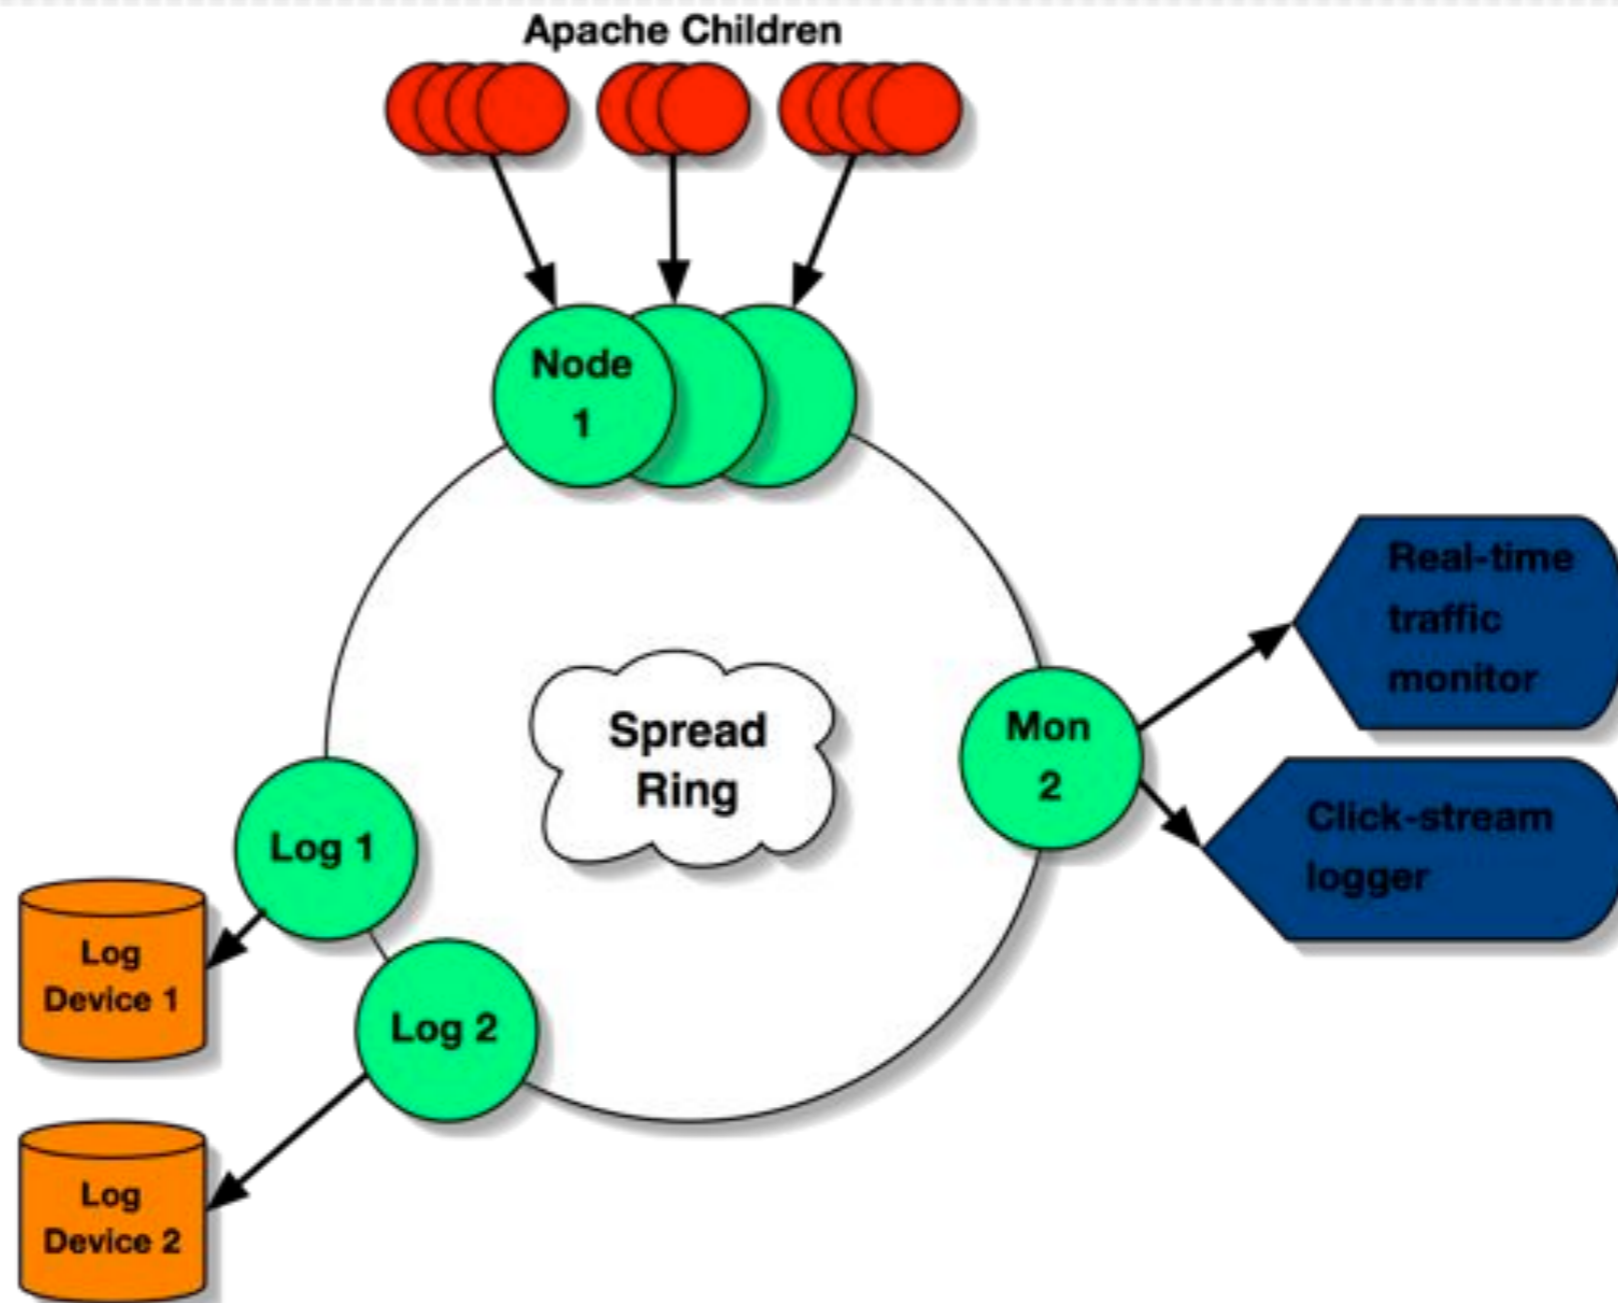 Apache Children
Node
1
Real-time
traffic
monitor
Spread
Ring
Mon
2
Click-stream
logger
Log 1
Log
Device 1
Log 2
Log
Device 2